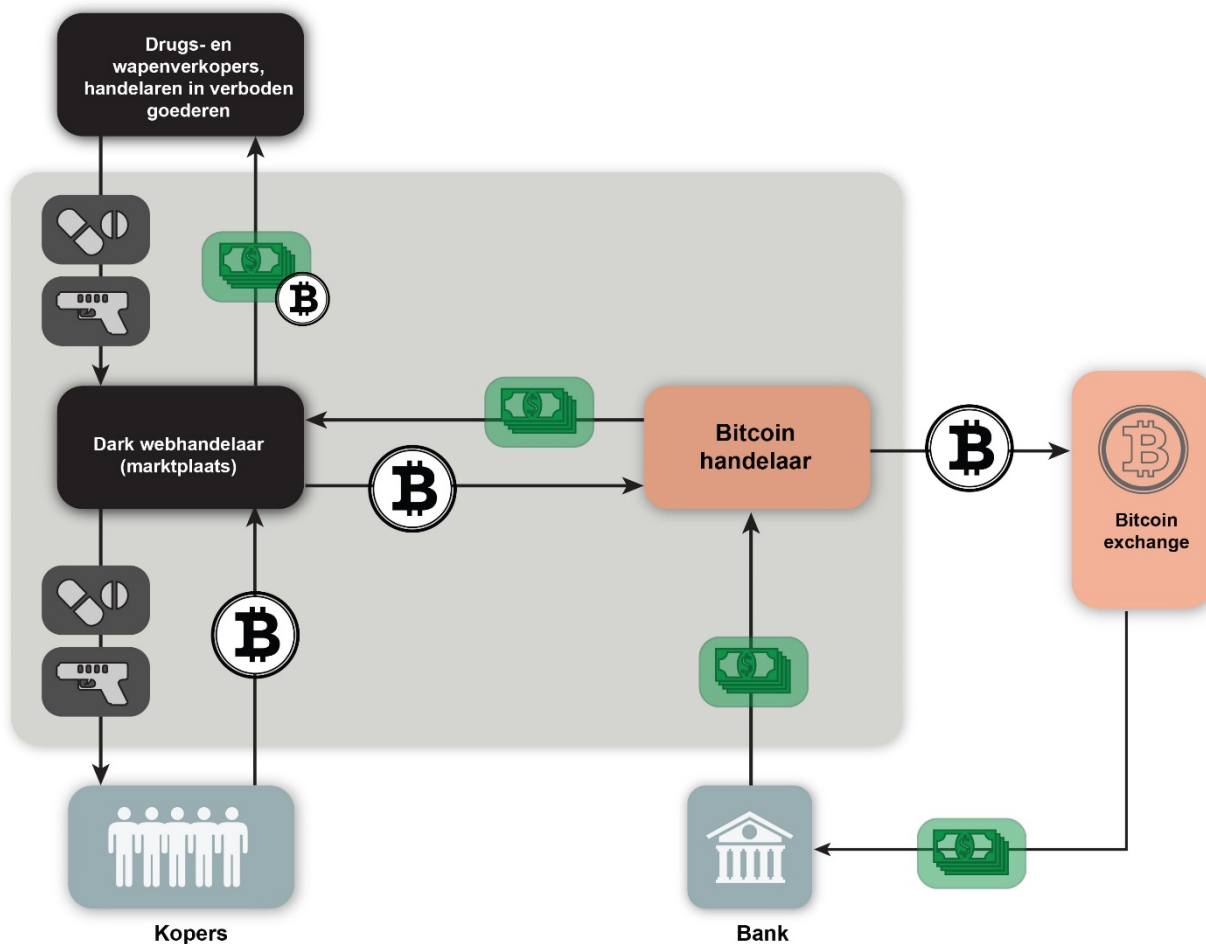 Drugs- en
wapenverkopers,
handelaren in verboden
goederen
Dark webhandelaar
(marktplaats)
Bitcoin
handelaar
Bitcoin
exchange
Kopers
Bank